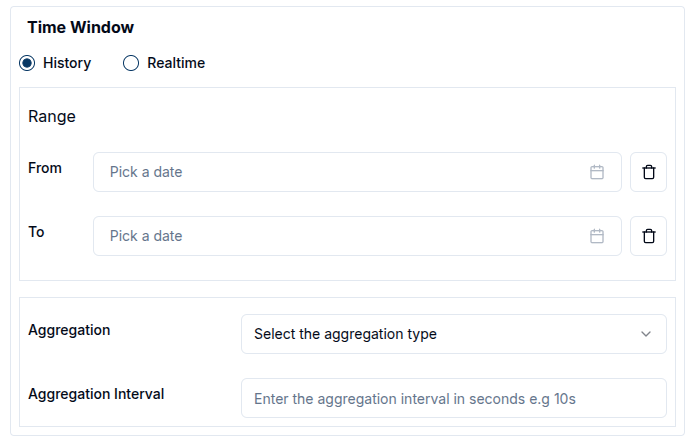 Time Window
History Realtime
Range
From Pick a date
To Pick a date
Aggregation Select the aggregation type
Aggregation Interval Enter the aggregation interval in seconds e.g 10s